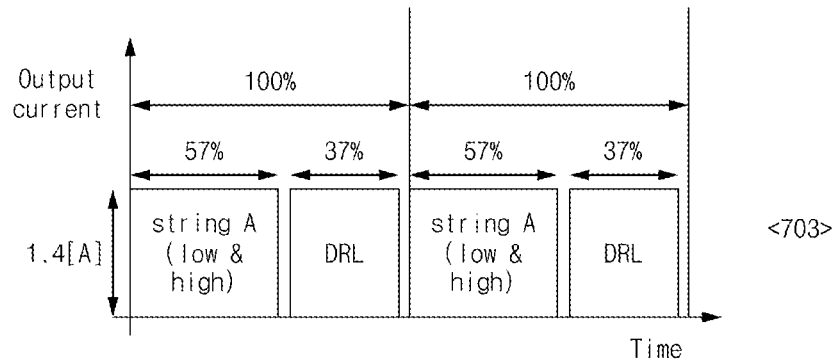 Output
current
100%
100%
57%
37%
57%
37%
1.4[A]
string A
(low &
high)
DRL
string A
(low &
high)
DRL
<703>
Time